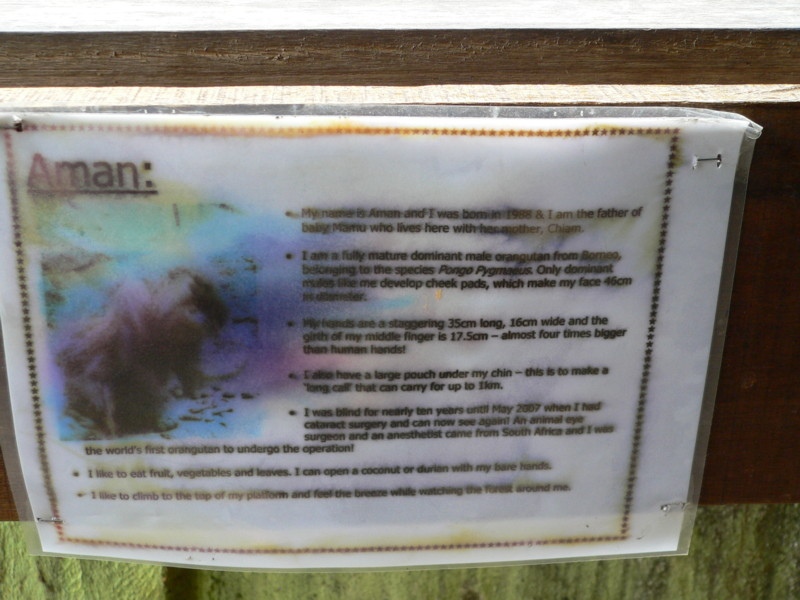 Aman:
• My name is Aman and I was born in 1988 & I am the father of
baby Mamu who lives here with her mother, Chiam.
• I am a fully mature dominant male orangutan from Borneo,
belonging to the species Pongo Pygmaeus. Only dominant
males like me develop cheek pads, which make my face 46cm
in diameter.
• My hands are a staggering 35cm long, 16cm wide and the
girth of my middle finger is 17.5cm – almost four times bigger
than human hands!
• I also have a large pouch under my chin – this is to make a
'long call' that can carry for up to 1km.
• I was blind for nearly ten years until May 2007 when I had
cataract surgery and can now see again! An animal eye
surgeon and an anesthetist came from South Africa and I was
the world's first orangutan to undergo the operation!
• I like to eat fruit, vegetables and leaves. I can open a coconut or durian with my bare hands.
• I like to climb to the top of my platform and feel the breeze while watching the forest around me.